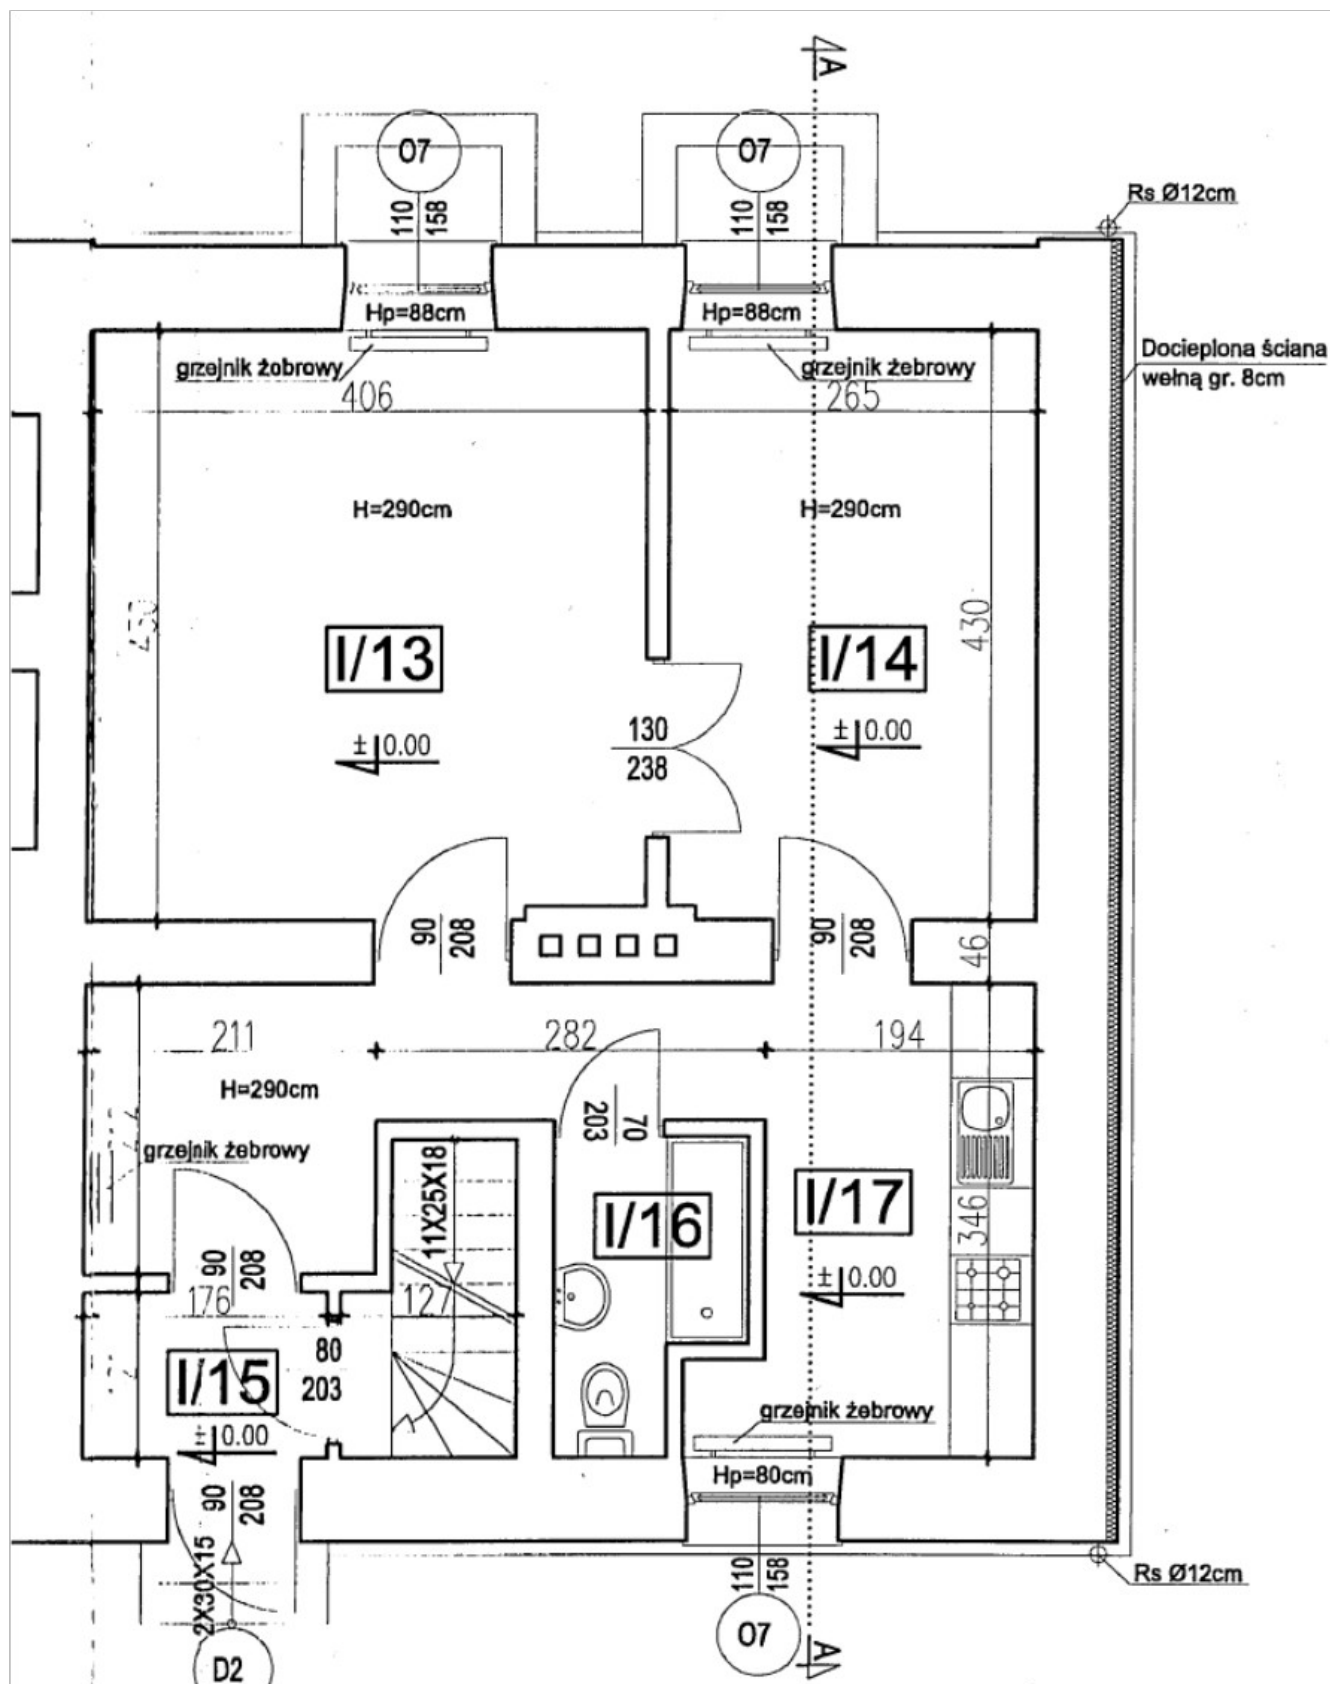 A
O7
O7
110
158
110
158
Rs Ø12cm
Hp=88cm
Hp=88cm
grzejnik żebrowy
grzejnik żebrowy
Docieplona ściana
wełną gr. 8cm
406
265
H=290cm
H=290cm
430
430
I/13
I/14
130
238
± 0.00
± 0.00
90
208
90
208
46
211
282
194
H=290cm
70
203
grzejnik żebrowy
11X25X18
I/16
I/17
346
90
208
± 0.00
176
127
80
203
I/15
± 0.00
grzejnik żebrowy
Hp=80cm
90
208
2X30X15
110
158
Rs Ø12cm
O7
A
D2